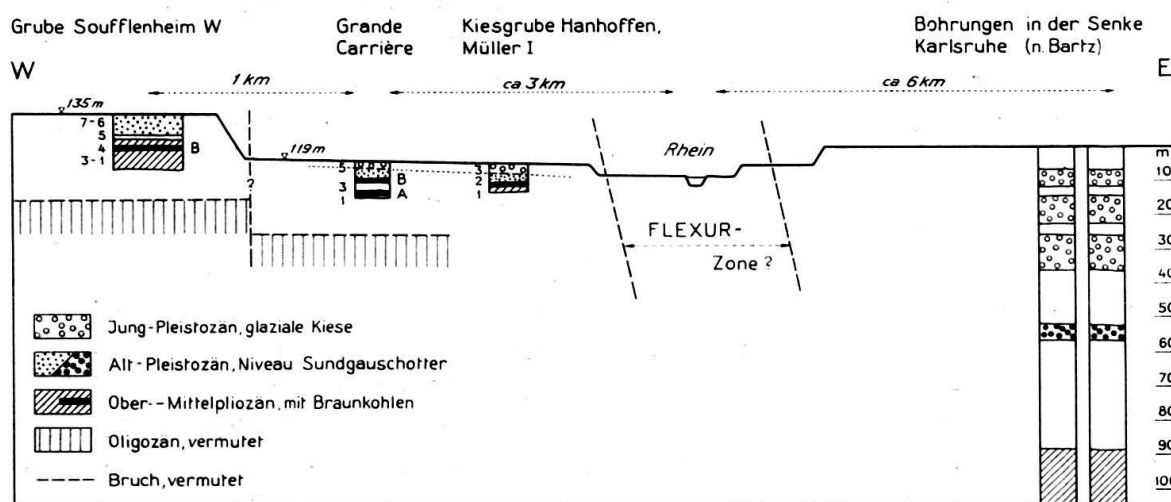 Grube Soufflenheim W
Grande
Carrière
Kiesgrube Hanhoffen,
Müller I
Bohrungen in der Senke
Karlsruhe (n. Bartz)
W
E
1 km
ca 3 km
ca 6 km
135 m
7-6
5
4
3-1
B
119 m
?
5
3
1
B
A
3
2
1
Rhein
FLEXUR-
Zone ?
m
10
20
30
40
50
60
70
80
90
Jung-Pleistozän, glaziale Kiese
Alt-Pleistozän, Niveau Sundgauschotter
Ober--Mittelpliozän, mit Braunkohlen
Oligozän, vermutet
Bruch, vermutet